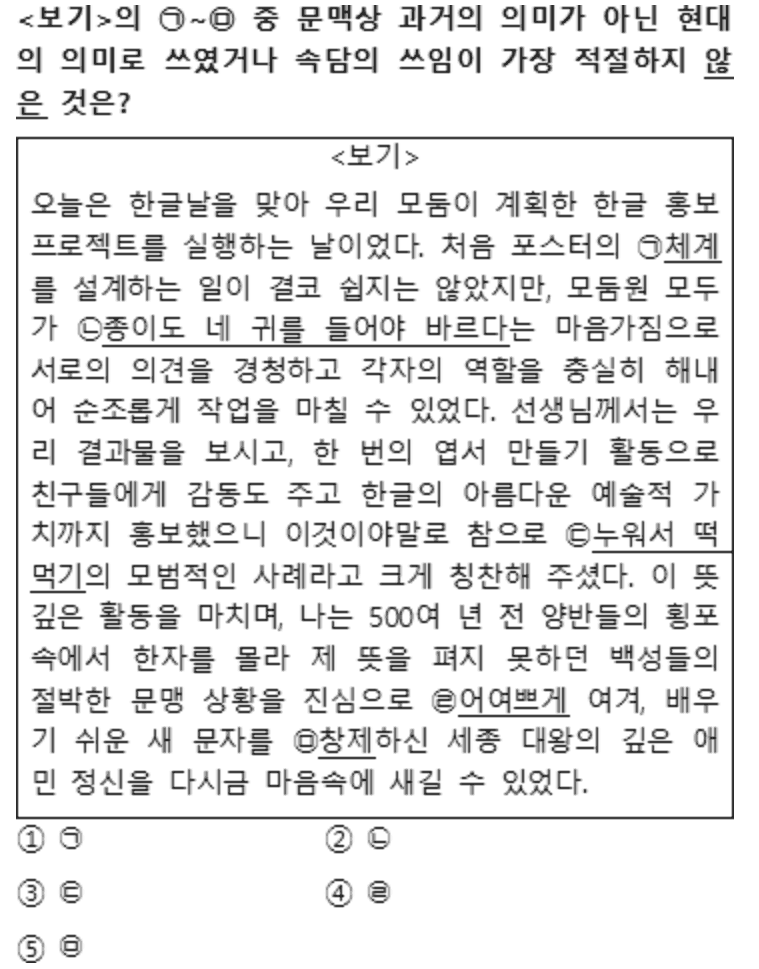 <보기>의 ㉠~㉤ 중 문맥상 과거의 의미가 아닌 현대
의 의미로 쓰였거나 속담의 쓰임이 가장 적절하지 않
은 것은?
<보기>
오늘은 한글날을 맞아 우리 모둠이 계획한 한글 홍보
프로젝트를 실행하는 날이었다. 처음 포스터의 ㉠체계
를 설계하는 일이 결코 쉽지는 않았지만, 모둠원 모두
가 ㉡종이도 네 귀를 들어야 바르다는 마음가짐으로
서로의 의견을 경청하고 각자의 역할을 충실히 해내
어 순조롭게 작업을 마칠 수 있었다. 선생님께서는 우
리 결과물을 보시고, 한 번의 엽서 만들기 활동으로
친구들에게 감동도 주고 한글의 아름다운 예술적 가
치까지 홍보했으니 이것이야말로 참으로 ㉢누워서 떡
먹기의 모범적인 사례라고 크게 칭찬해 주셨다. 이 뜻
깊은 활동을 마치며, 나는 500여 년 전 양반들의 횡포
속에서 한자를 몰라 제 뜻을 펴지 못하던 백성들의
절박한 문맹 상황을 진심으로 ㉣어여쁘게 여겨, 배우
기 쉬운 새 문자를 ㉤창제하신 세종 대왕의 깊은 애
민 정신을 다시금 마음속에 새길 수 있었다.
① ㉠ ② ㉡
③ ㉢ ④ ㉣
⑤ ㉤